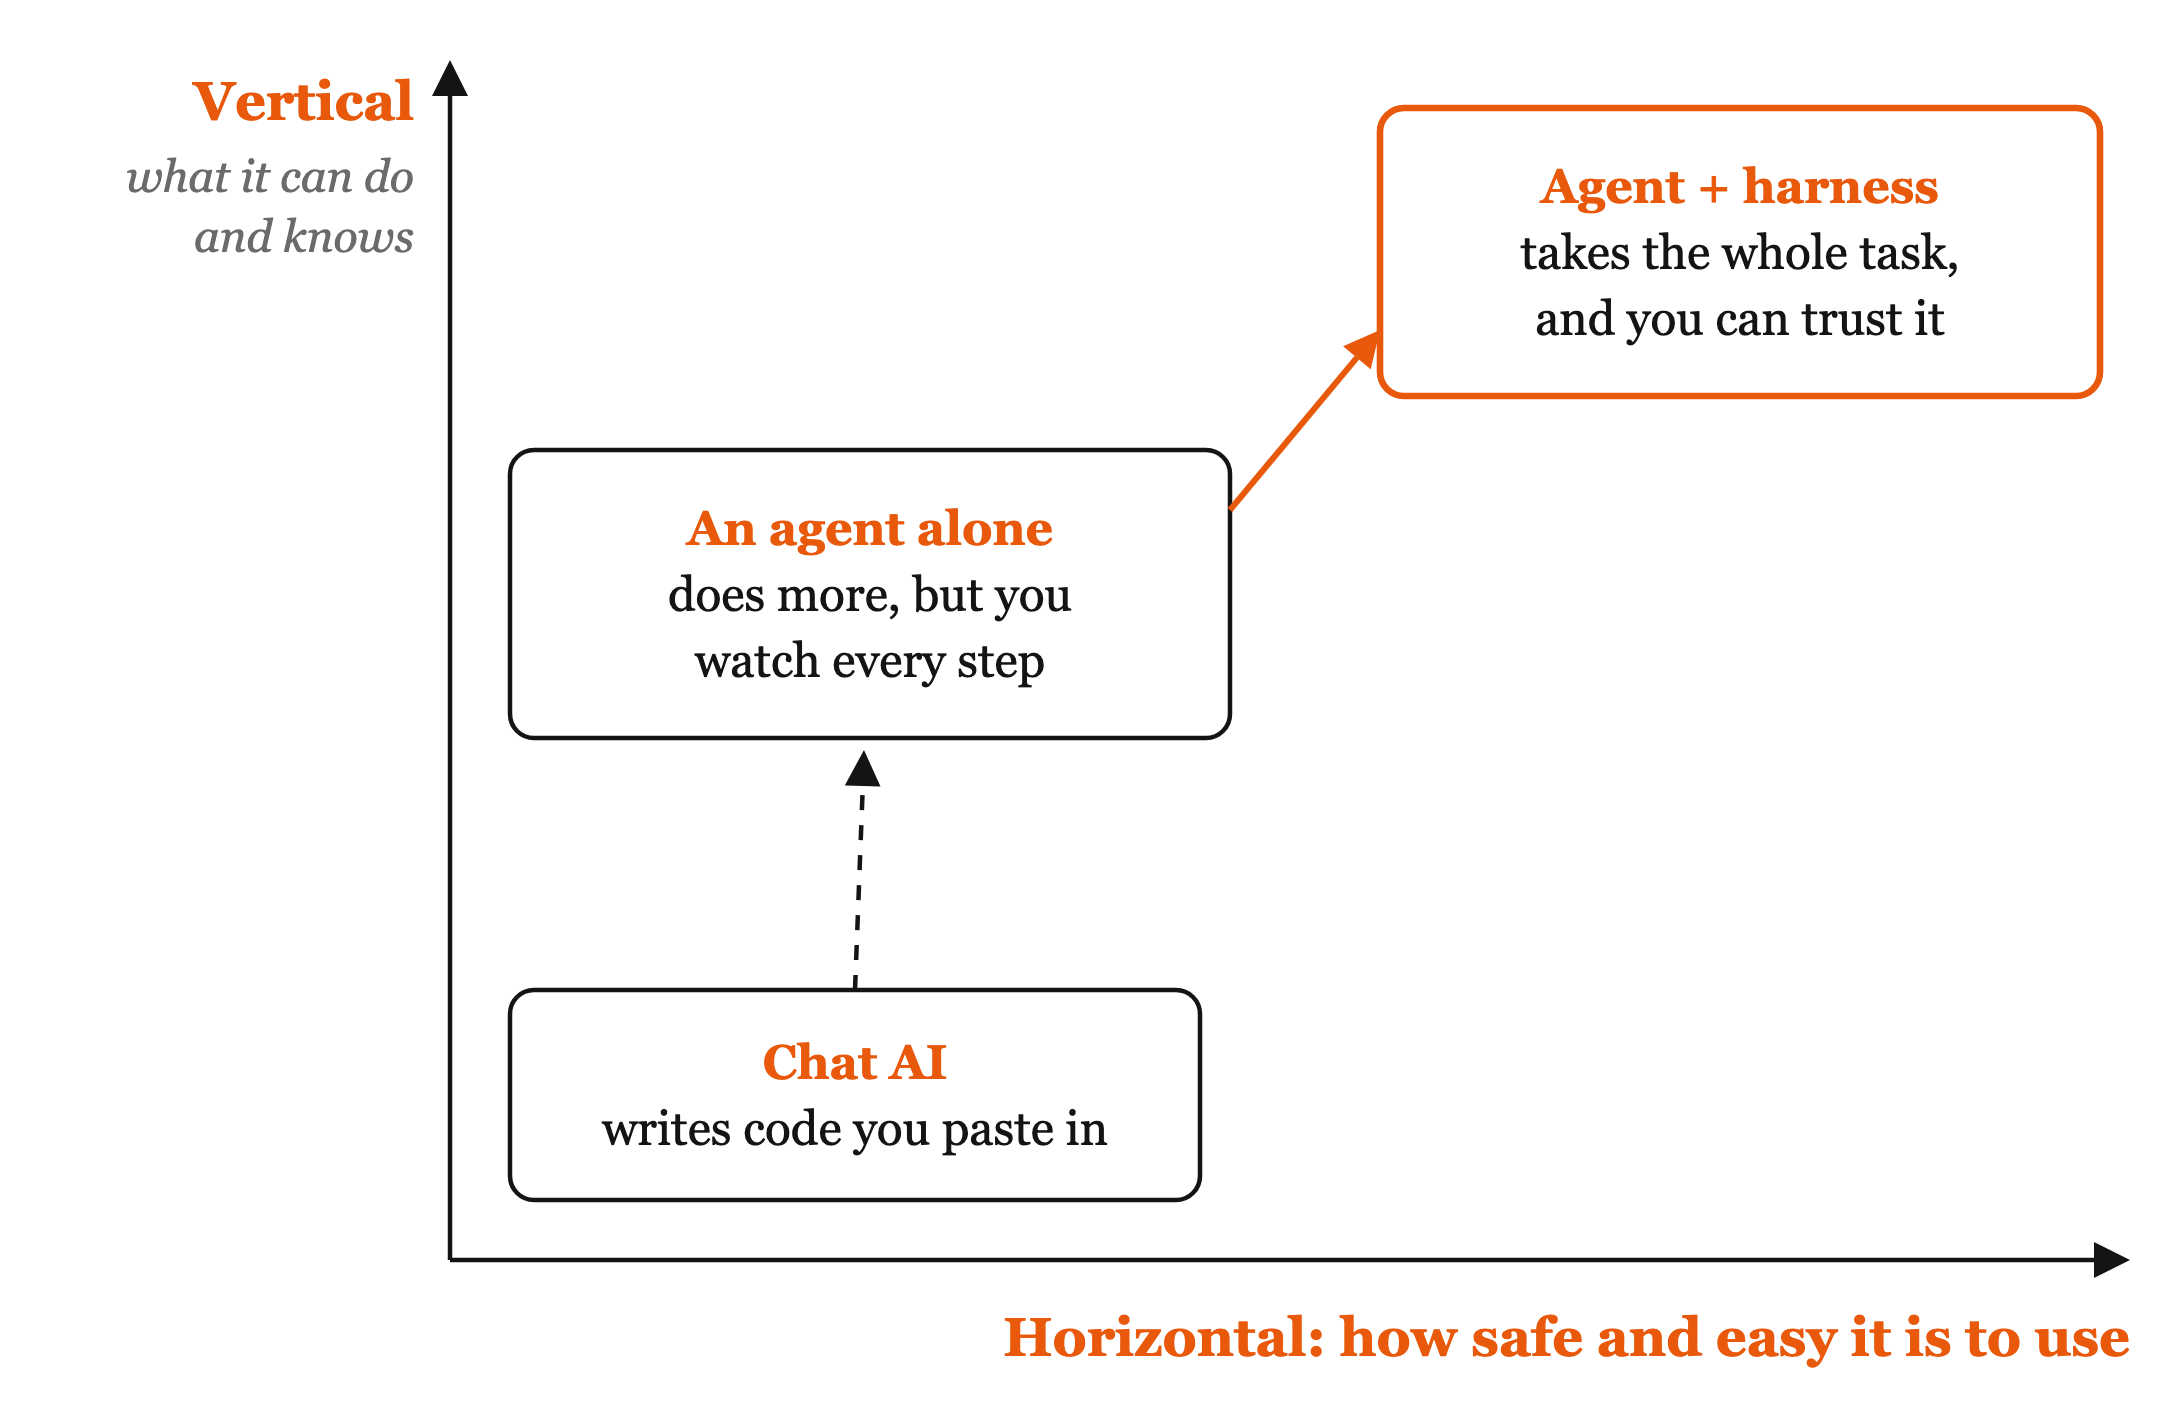 Vertical
what it can do
and knows
Agent + harness
takes the whole task,
and you can trust it
An agent alone
does more, but you
watch every step
Chat AI
writes code you paste in
Horizontal: how safe and easy it is to use